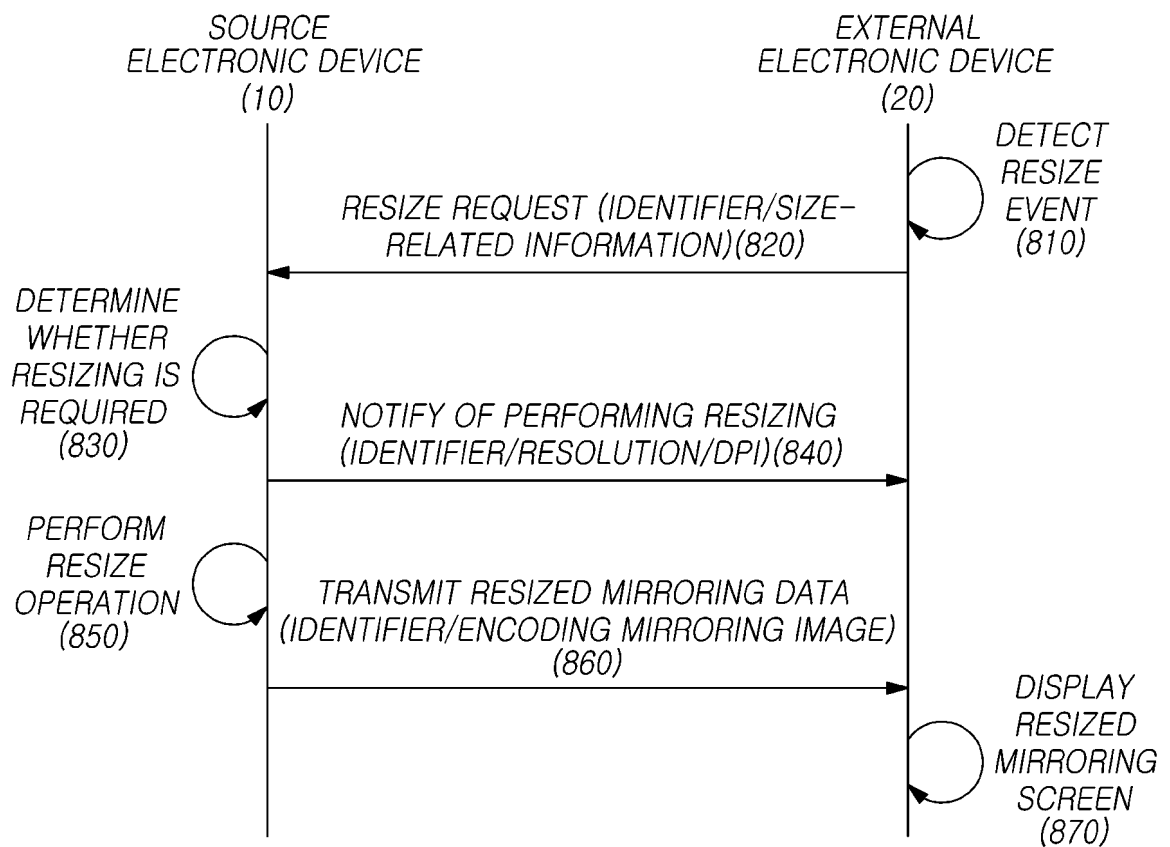 SOURCE
ELECTRONIC DEVICE
(10)
EXTERNAL
ELECTRONIC DEVICE
(20)
DETECT
RESIZE
EVENT
(810)
RESIZE REQUEST (IDENTIFIER/SIZE-
RELATED INFORMATION)(820)
DETERMINE
WHETHER
RESIZING IS
REQUIRED
(830)
NOTIFY OF PERFORMING RESIZING
(IDENTIFIER/RESOLUTION/DPI)(840)
PERFORM
RESIZE
OPERATION
(850)
TRANSMIT RESIZED MIRRORING DATA
(IDENTIFIER/ENCODING MIRRORING IMAGE)
(860)
DISPLAY
RESIZED
MIRRORING
SCREEN
(870)